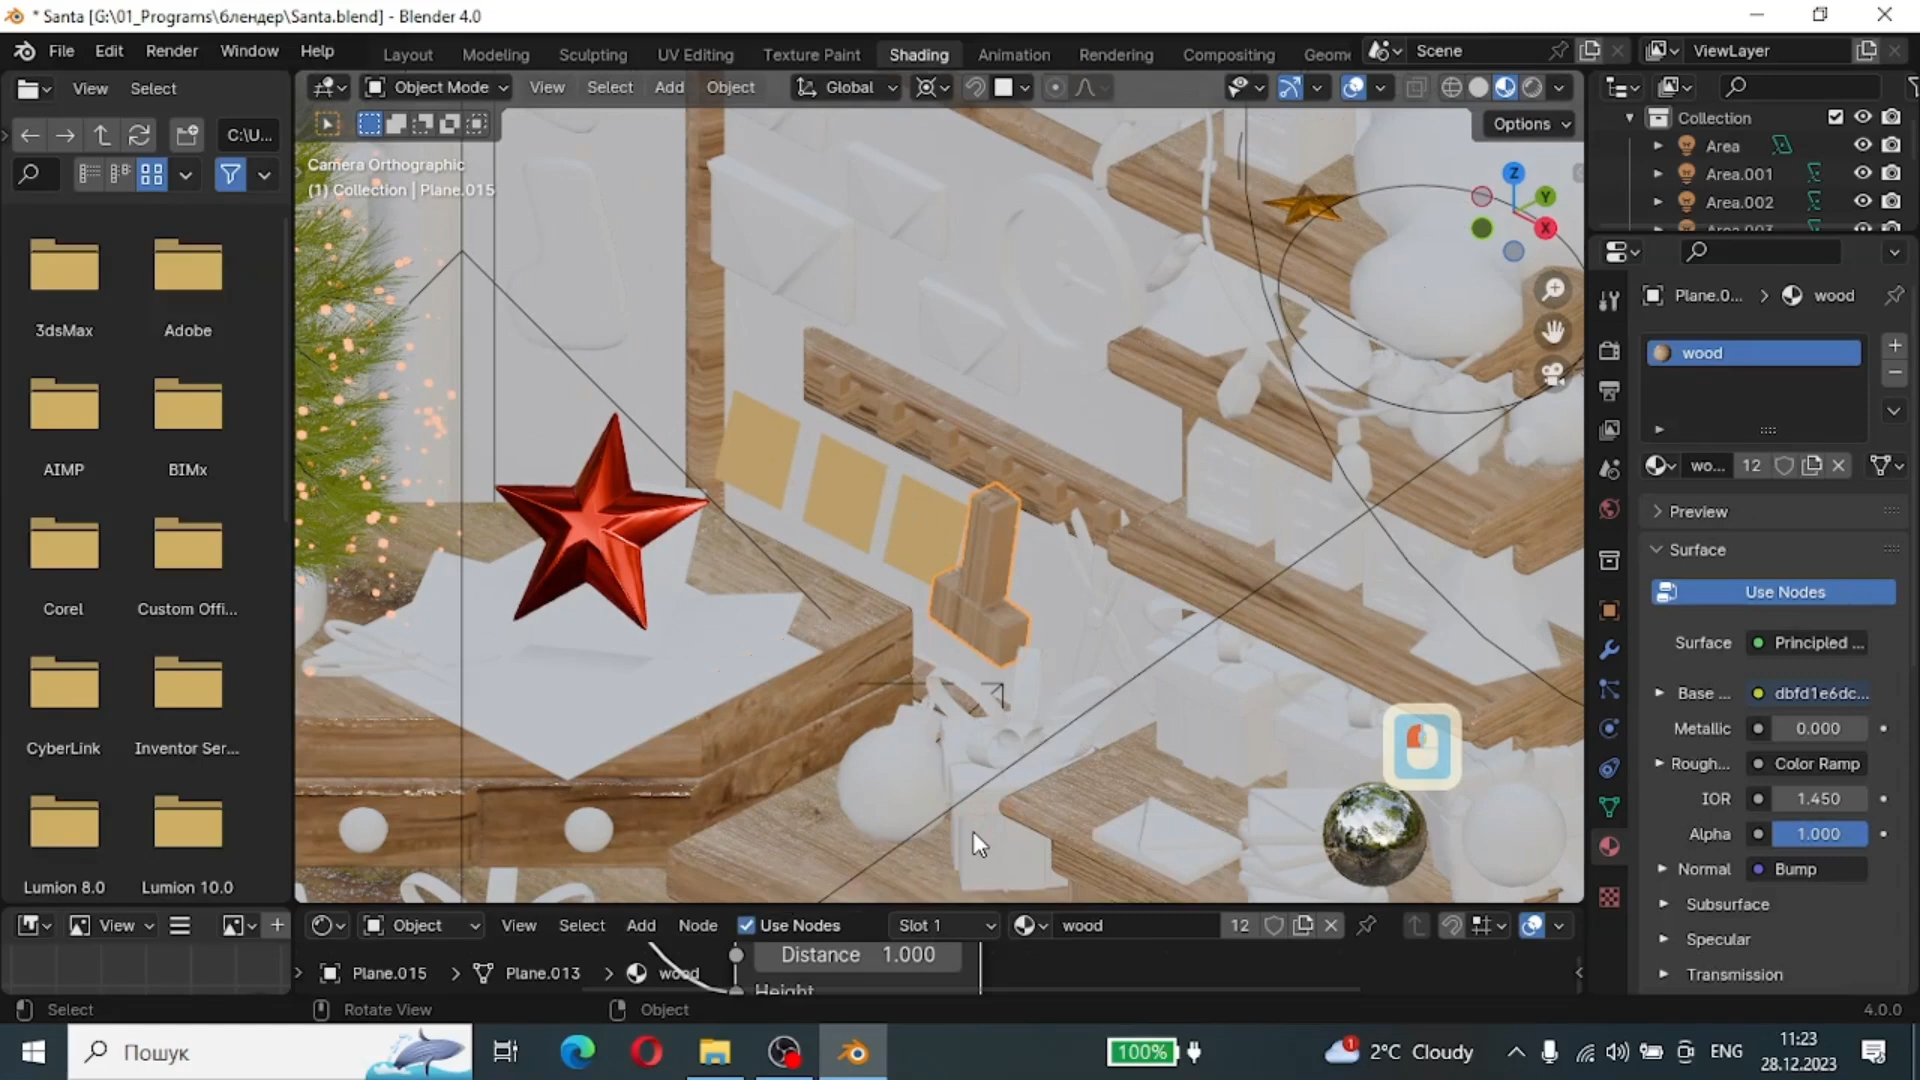 * Santa [G:\01_Programs\блендер\Santa.blend] - Blender 4.0
File Edit Render Window Help
Layout Modeling Sculpting UV Editing Texture Paint Shading Animation Rendering Compositing Geom
Scene
ViewLayer
View Select
Object Mode View Select Add Object Global
C:\U...
Options
Camera Orthographic
(1) Collection | Plane.015
Z
Y
X
3dsMax Adobe
AIMP BIMx
Corel Custom Offi...
CyberLink Inventor Ser...
Lumion 8.0 Lumion 10.0
Collection
Area
Area.001
Area.002
Plane.0... > wood
wood
wo... 12
Preview
Surface
Use Nodes
Surface Principled ...
Base ... dbfd1e6dc...
Metallic 0.000
Rough... Color Ramp
IOR 1.450
Alpha 1.000
Normal Bump
Subsurface
Specular
Transmission
View
Object View Select Add Node Use Nodes Slot 1 wood 12
Distance 1.000
Plane.015 > Plane.013 > wood
Height
Select Rotate View Object 4.0.0
Пошук
100%
1
2°C Cloudy
ENG
11:23
28.12.2023